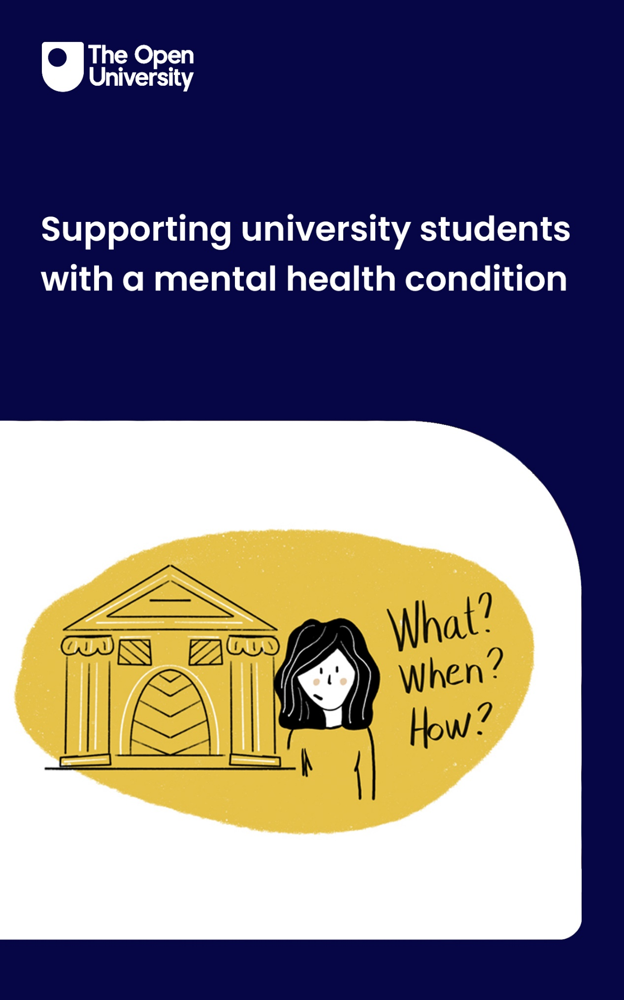 The Open
University
Supporting university students
with a mental health condition
What?
When?
How?